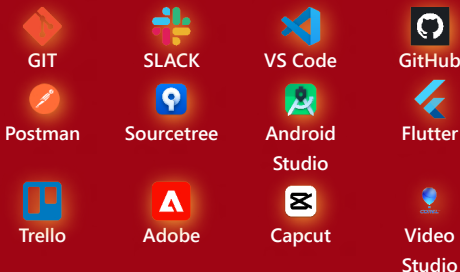 GIT SLACK VS Code GitHub
Postman Sourcetree Android Studio Flutter
Trello Adobe Capcut Video Studio